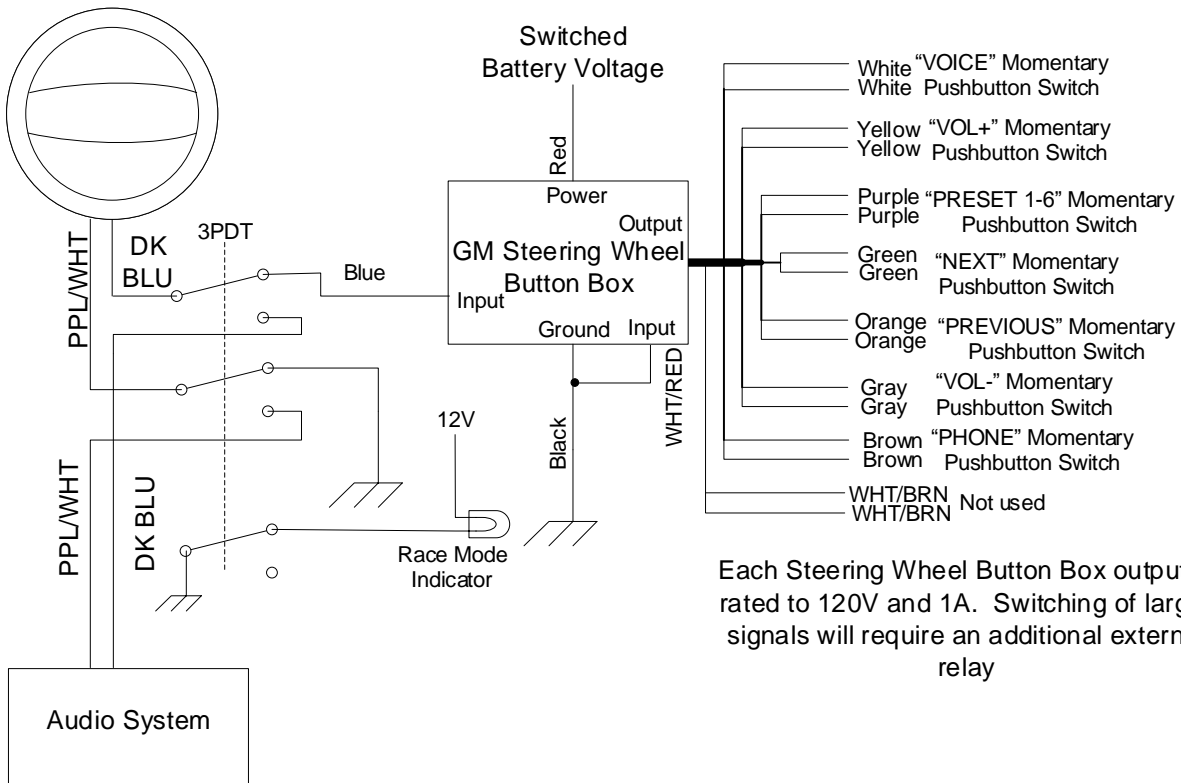 Switched
Battery Voltage
Red
Power
Output
GM Steering Wheel
Button Box
Input
Ground
Input
WHT/RED
Black
DK
BLU
PPL/WHT
3PDT
Blue
12V
Race Mode
Indicator
PPL/WHT
DK BLU
Audio System
White “VOICE” Momentary
White Pushbutton Switch
Yellow “VOL+” Momentary
Yellow Pushbutton Switch
Purple “PRESET 1-6” Momentary
Purple Pushbutton Switch
Green “NEXT” Momentary
Green Pushbutton Switch
Orange “PREVIOUS” Momentary
Orange Pushbutton Switch
Gray “VOL-” Momentary
Gray Pushbutton Switch
Brown “PHONE” Momentary
Brown Pushbutton Switch
WHT/BRN Not used
WHT/BRN
Each Steering Wheel Button Box output
rated to 120V and 1A. Switching of larg
signals will require an additional extern
relay